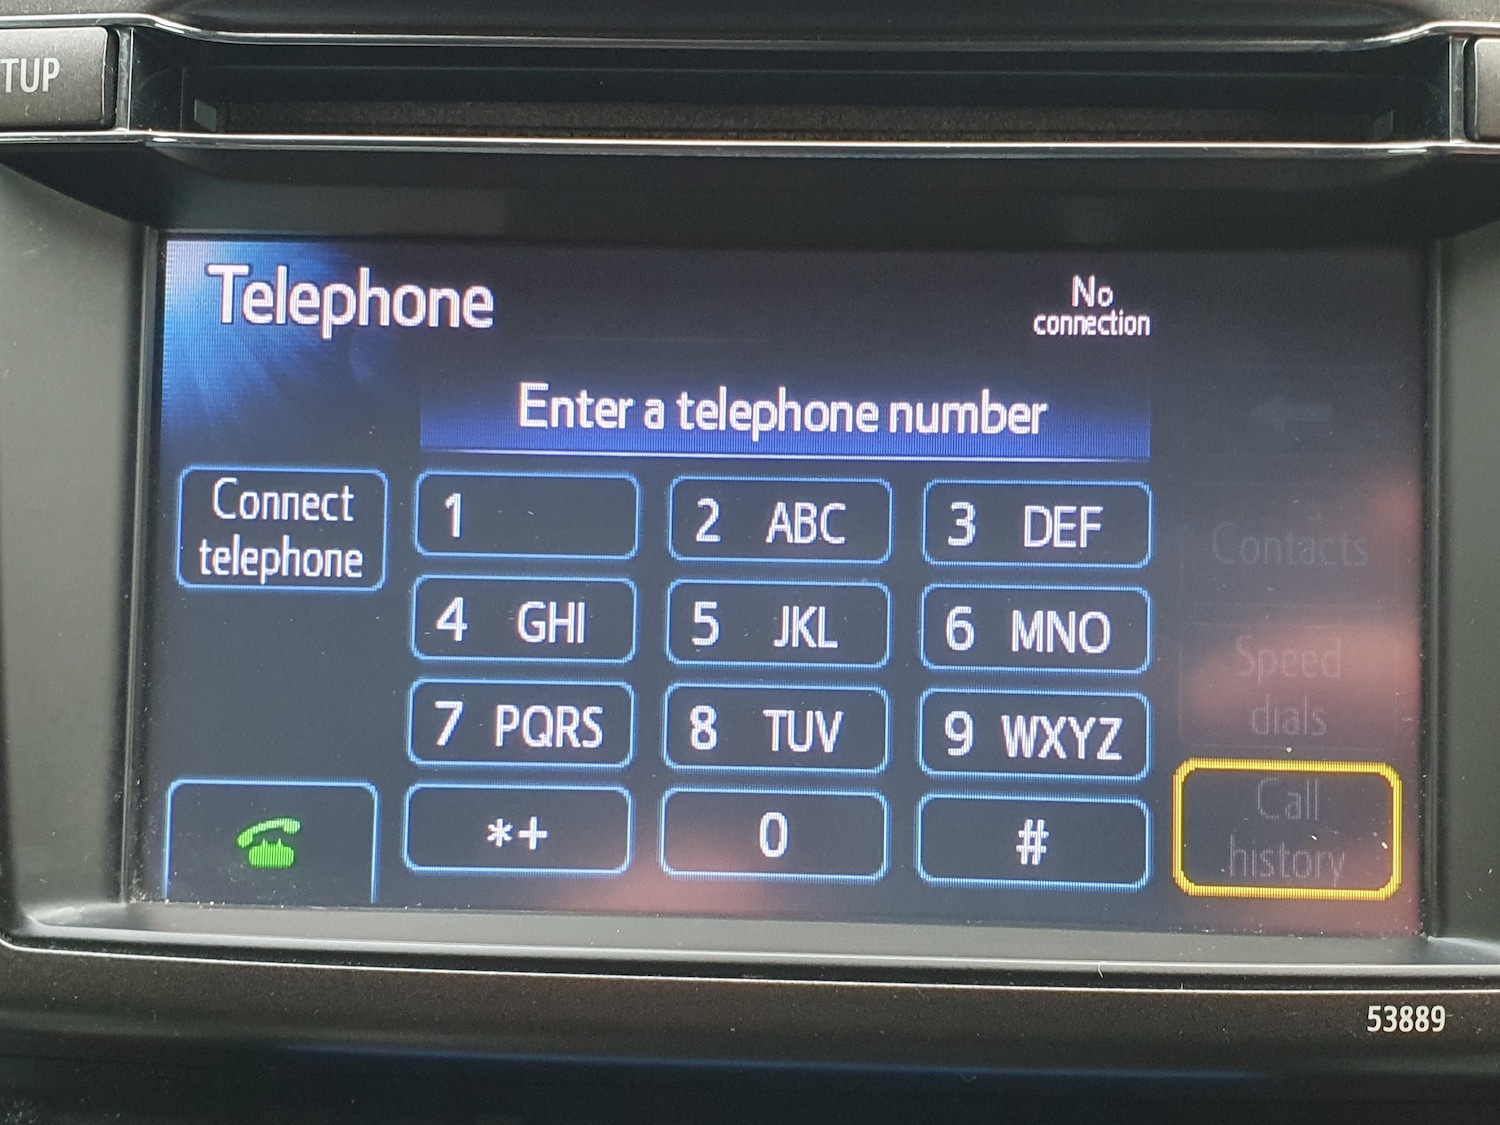 TUP
Telephone
No
connection
Enter a telephone number
Connect
telephone
1
2 ABC
3 DEF
Contacts
4 GHI
5 JKL
6 MNO
Speed
dials
7 PQRS
8 TUV
9 WXYZ
Call
history
*+
0
#
53889